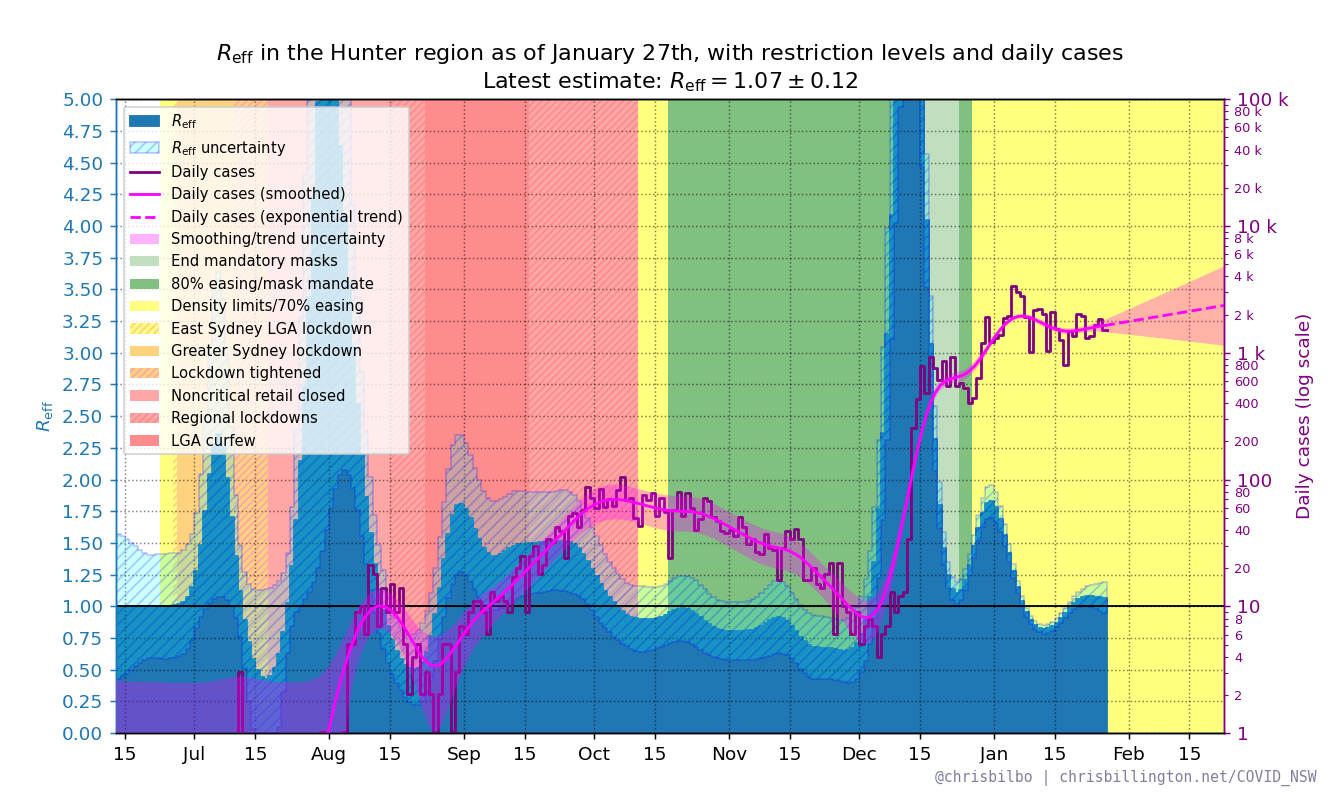 R_eff in the Hunter region as of January 27th, with restriction levels and daily cases
Latest estimate: R_eff = 1.07 ± 0.12
5.00
4.75
4.50
4.25
4.00
3.75
3.50
3.25
3.00
2.75
2.50
2.25
2.00
1.75
1.50
1.25
1.00
0.75
0.50
0.25
0.00
R_eff
R_eff
R_eff uncertainty
Daily cases
Daily cases (smoothed)
Daily cases (exponential trend)
Smoothing/trend uncertainty
End mandatory masks
80% easing/mask mandate
Density limits/70% easing
East Sydney LGA lockdown
Greater Sydney lockdown
Lockdown tightened
Noncritical retail closed
Regional lockdowns
LGA curfew
100 k
80 k
60 k
40 k
20 k
10 k
8 k
6 k
4 k
2 k
1 k
800
600
400
200
100
80
60
40
20
10
8
6
4
2
1
Daily cases (log scale)
15 Jul 15 Aug 15 Sep 15 Oct 15 Nov 15 Dec 15 Jan 15 Feb 15
@chrisbilbo | chrisbillington.net/COVID_NSW